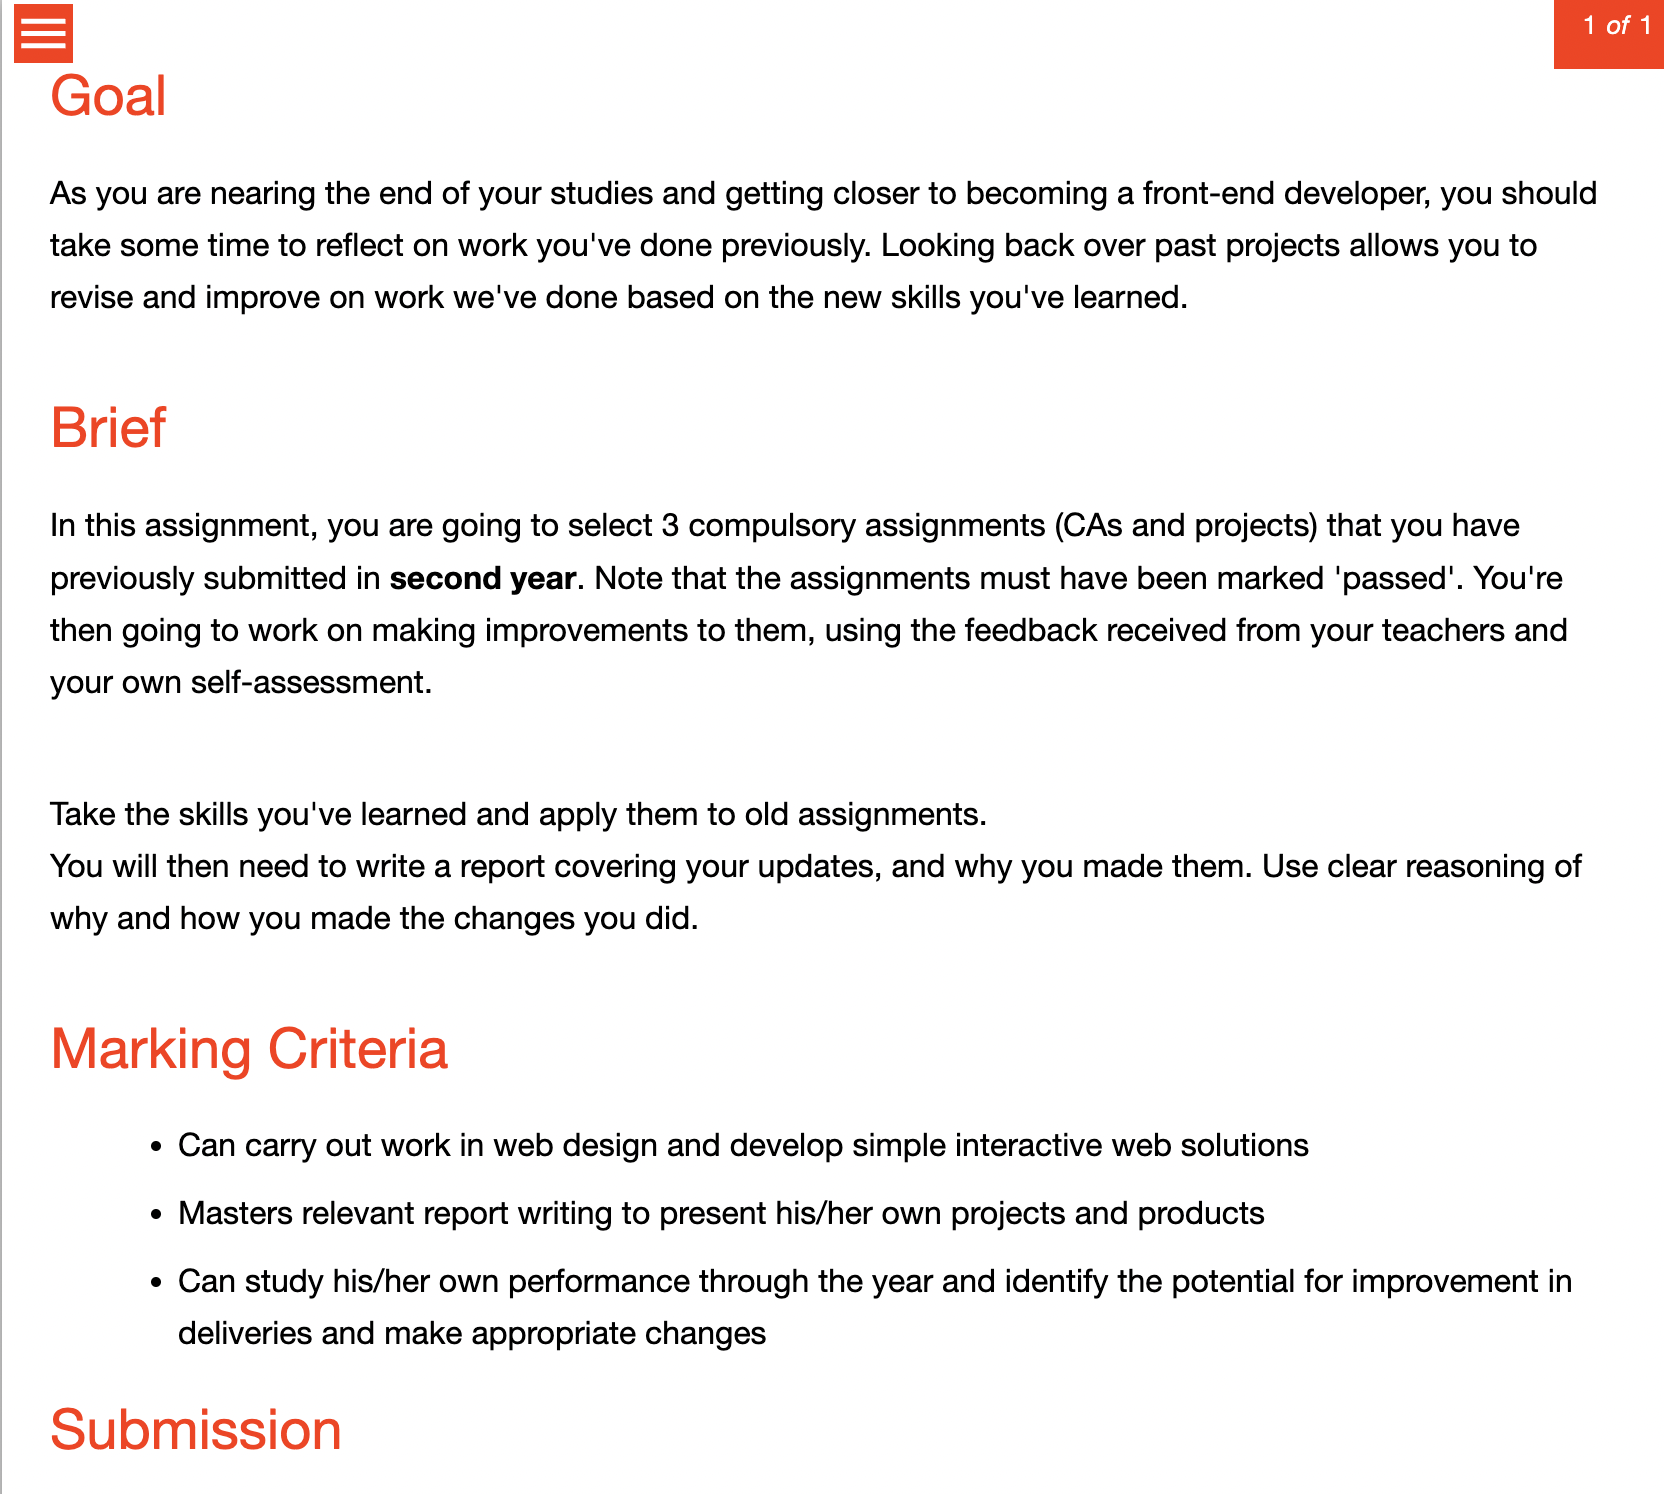 1 of 1
Goal
As you are nearing the end of your studies and getting closer to becoming a front-end developer, you should
take some time to reflect on work you've done previously. Looking back over past projects allows you to
revise and improve on work we've done based on the new skills you've learned.
Brief
In this assignment, you are going to select 3 compulsory assignments (CAs and projects) that you have
previously submitted in second year. Note that the assignments must have been marked 'passed'. You're
then going to work on making improvements to them, using the feedback received from your teachers and
your own self-assessment.
Take the skills you've learned and apply them to old assignments.
You will then need to write a report covering your updates, and why you made them. Use clear reasoning of
why and how you made the changes you did.
Marking Criteria
• Can carry out work in web design and develop simple interactive web solutions
• Masters relevant report writing to present his/her own projects and products
• Can study his/her own performance through the year and identify the potential for improvement in
deliveries and make appropriate changes
Submission